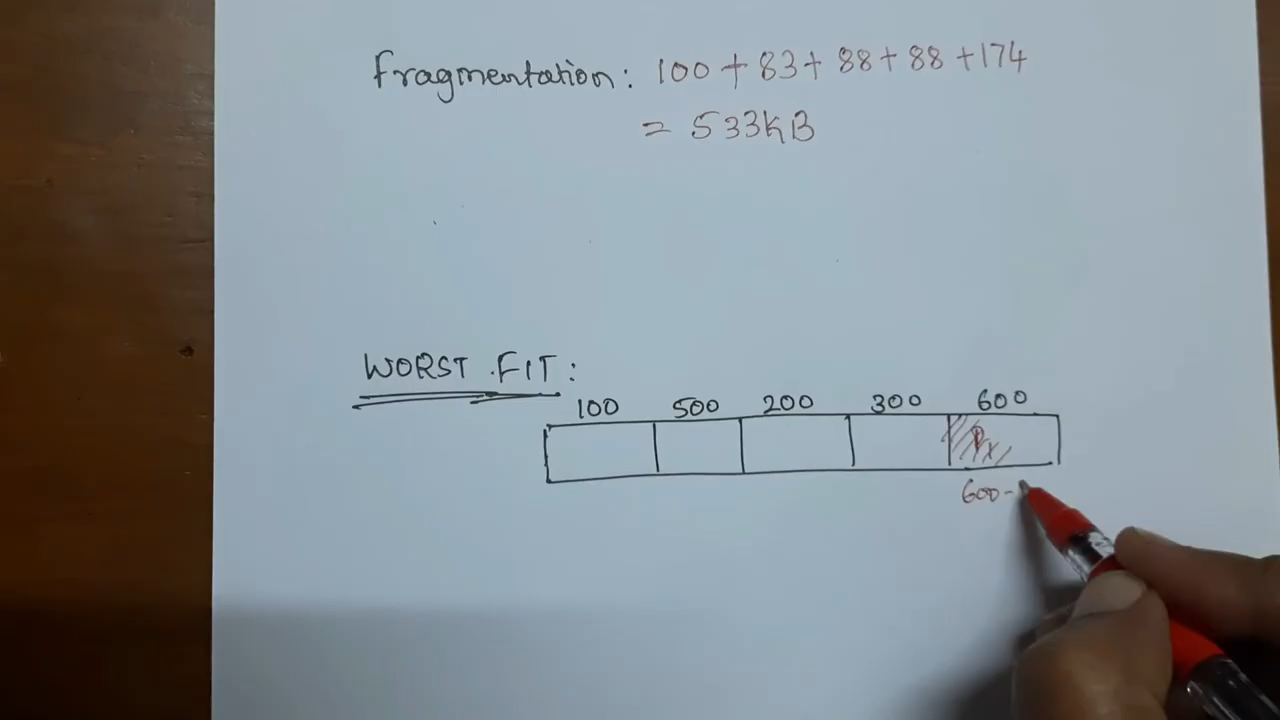 fragmentation: 100 + 83 + 88 + 88 + 174
= 533KB
WORST FIT:
100 500 200 300 600
600-